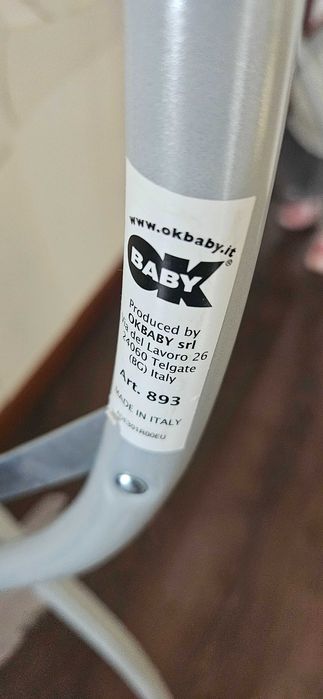 www.okbaby.it
OK BABY®
Produced by
OKBABY srl
Via del Lavoro 26
24060 Telgate
(BG) Italy
Art. 893
MADE IN ITALY